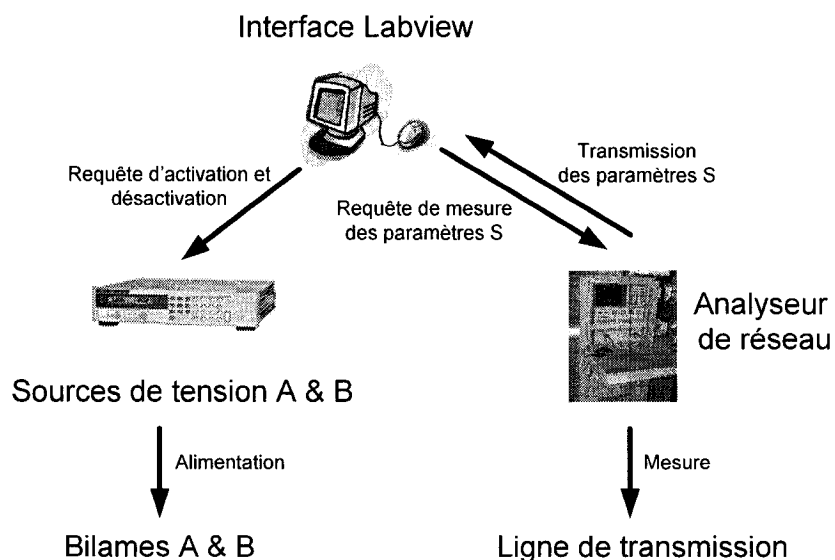 Interface Labview
Requête d'activation et
désactivation
Transmission
des paramètres S
Requête de mesure
des paramètres S
Analyseur
de réseau
Sources de tension A & B
Alimentation
Mesure
Bilames A & B
Ligne de transmission